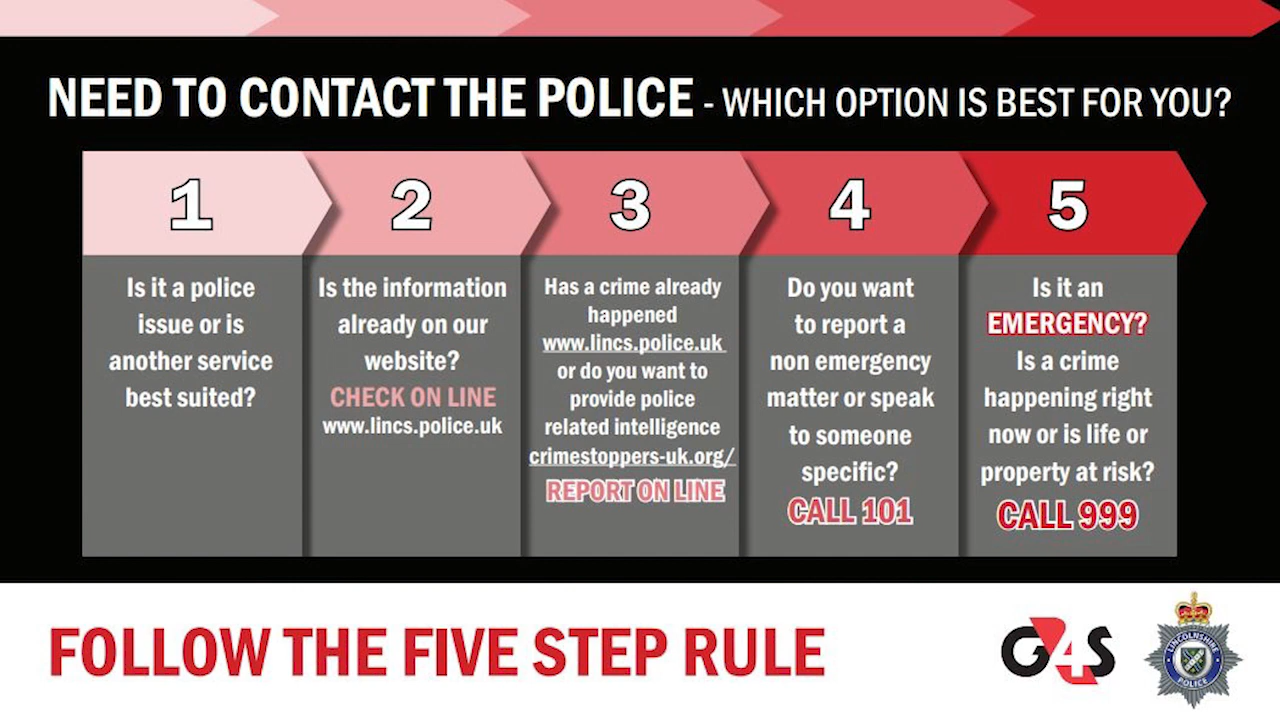 NEED TO CONTACT THE POLICE - WHICH OPTION IS BEST FOR YOU?
1
Is it a police
issue or is
another service
best suited?
2
Is the information
already on our
website?
CHECK ON LINE
www.lincs.police.uk
3
Has a crime already
happened
www.lincs.police.uk
or do you want to
provide police
related intelligence
crimestoppers-uk.org/
REPORT ON LINE
4
Do you want
to report a
non emergency
matter or speak
to someone
specific?
CALL 101
5
Is it an
EMERGENCY?
Is a crime
happening right
now or is life or
property at risk?
CALL 999
FOLLOW THE FIVE STEP RULE
G4S
LINCOLNSHIRE
POLICE